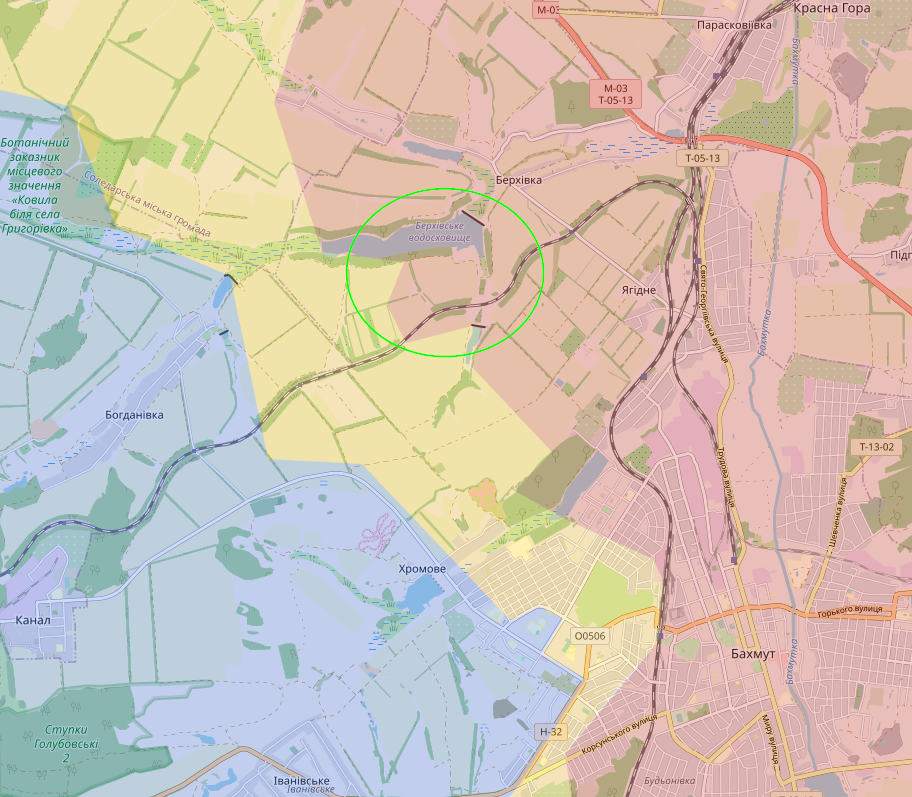 М-03
Красна Гора
Парасковіївка
Бахмутка
М-03
Т-05-13
Ботанічний
заказник
місцевого
значення
«Ковила
біля села
Григорівка»
Т-05-13
Соледарська міська громада
Берхівка
Берхівське
водосховище
Ягідне
Свято-Георгіївська вулиця
Бахмутка
Богданівка
Т-13-02
Трудова вулиця
Шевченка вулиця
Хромове
Канал
Горького вулиця
О0506
Бахмут
Бахмутка
Ступки
Голубовські
2
Н-32
Корсунського вулиця
Миру вулиця
Іванівське
Іванівське
Будьонівка